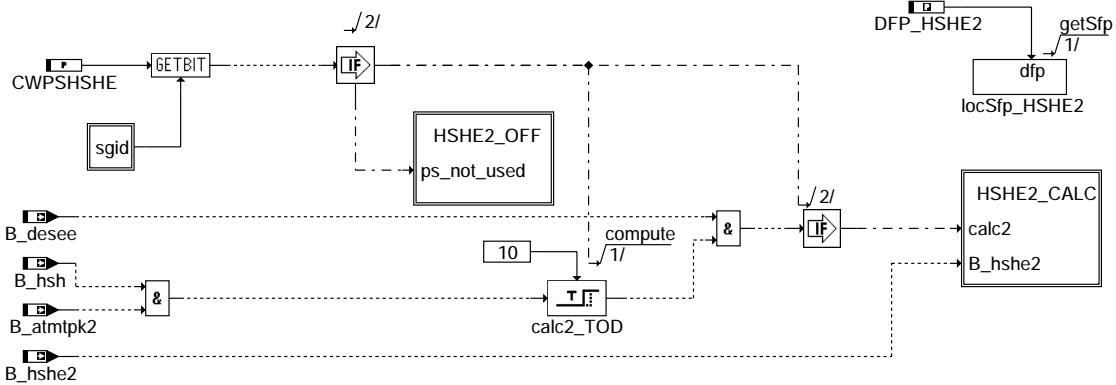 /2/
DFP_HSHE2
getSfp
1/
P
GETBIT
IF
dfp
CWPSHSHE
locSfp_HSHE2
sgid
HSHE2_OFF
ps_not_used
HSHE2_CALC
/2/
B_desee
&
IF
calc2
compute
10
1/
B_hsh
B_hshe2
&
T
B_atmtpk2
calc2_TOD
B_hshe2